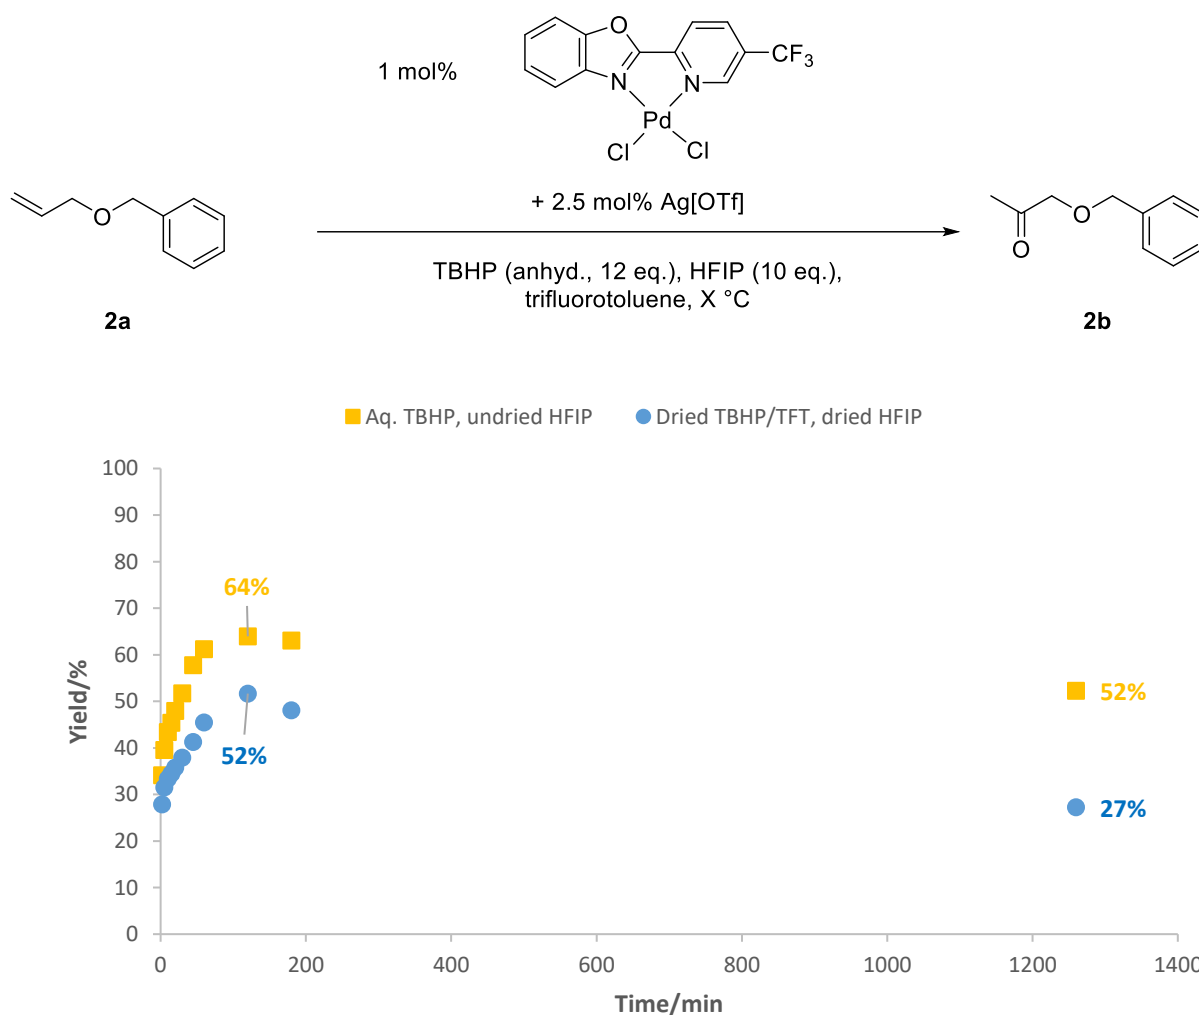 1 mol%
O
N
N
CF3
Pd
Cl
Cl
+ 2.5 mol% Ag[OTf]
O
O
O
TBHP (anhyd., 12 eq.), HFIP (10 eq.),
trifluorotoluene, X °C
2a
2b
Aq. TBHP, undried HFIP
Dried TBHP/TFT, dried HFIP
100
90
80
70
60
50
40
30
20
10
0
Yield/%
64%
52%
52%
27%
0
200
400
600
800
1000
1200
1400
Time/min